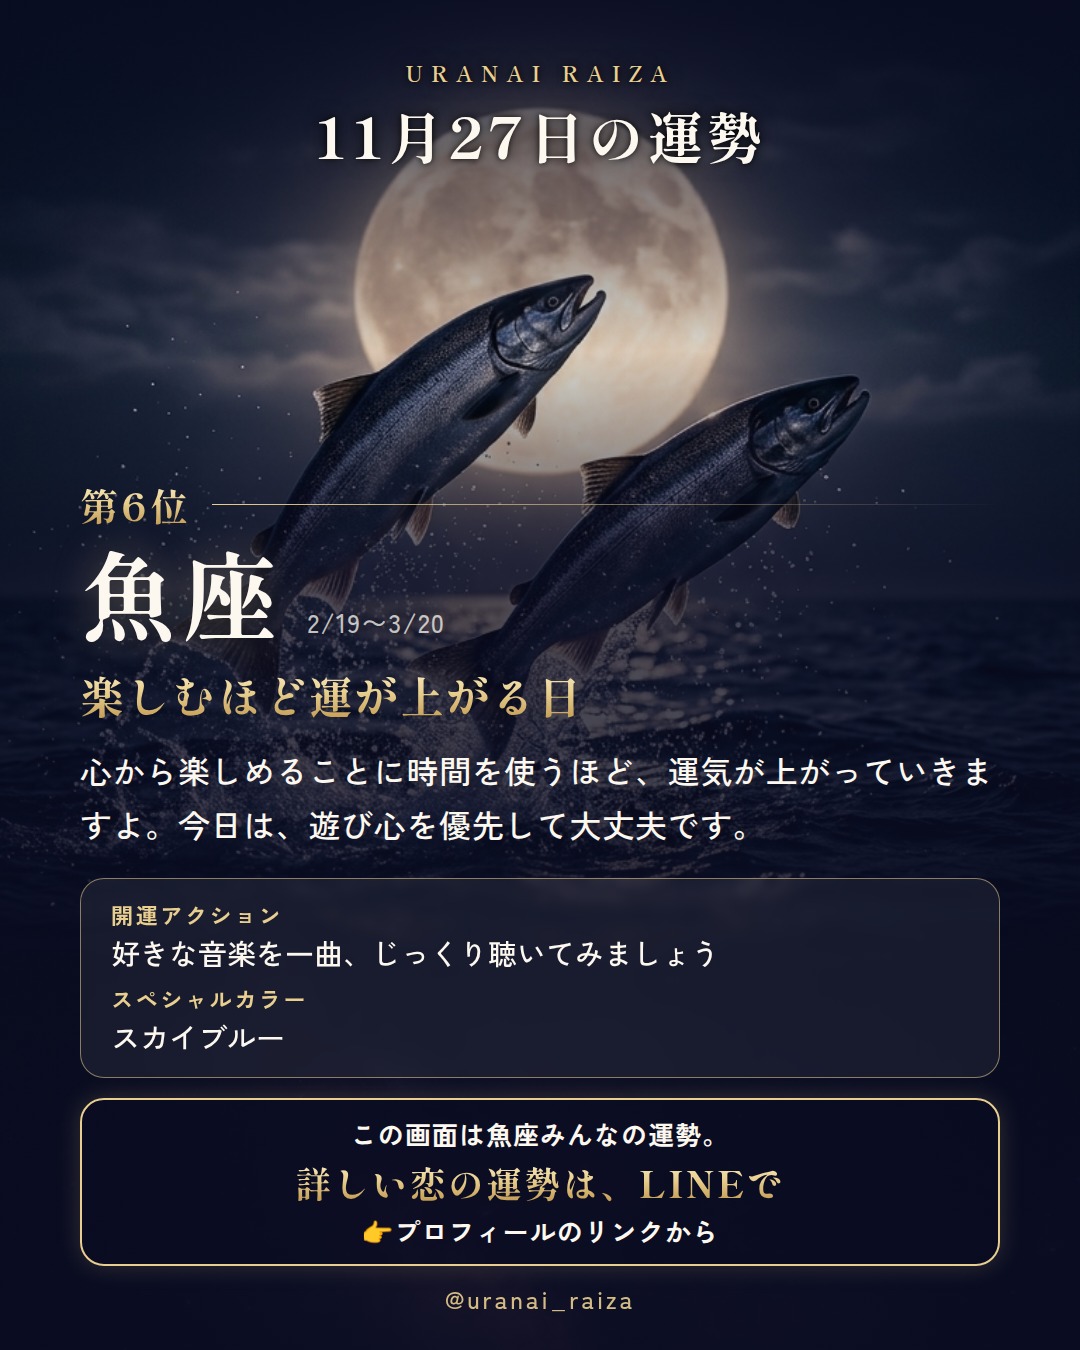 URANAI RAIZA
11月27日の運勢
第6位
魚座 2/19〜3/20
楽しむほど運が上がる日
心から楽しめることに時間を使うほど、運気が上がっていきま
すよ。今日は、遊び心を優先して大丈夫です。
開運アクション
好きな音楽を一曲、じっくり聴いてみましょう
スペシャルカラー
スカイブルー
この画面は魚座みんなの運勢。
詳しい恋の運勢は、LINEで
👉プロフィールのリンクから
@uranai_raiza